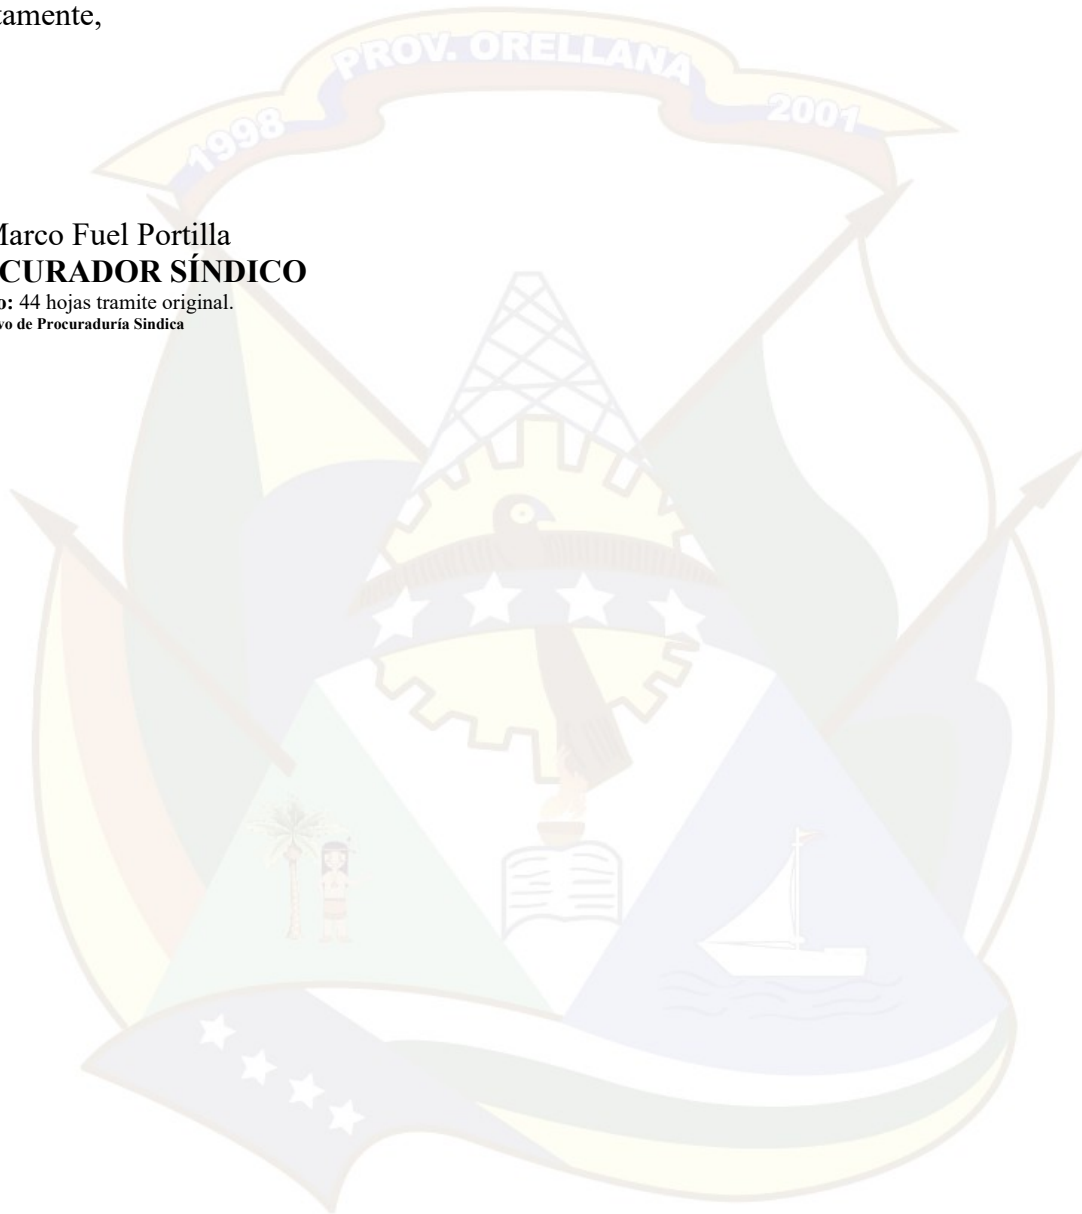 tamente,
PROV. ORELLANA
1998
2001
Marco Fuel Portilla
CURADOR SÍNDICO
o: 44 hojas tramite original.
vo de Procuraduría Sindica